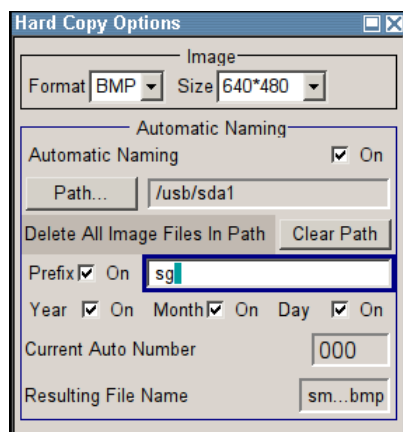 Hard Copy Options
Image
Format BMP Size 640*480
Automatic Naming
Automatic Naming On
Path... /usb/sda1
Delete All Image Files In Path Clear Path
Prefix On sg
Year On Month On Day On
Current Auto Number 000
Resulting File Name sm...bmp